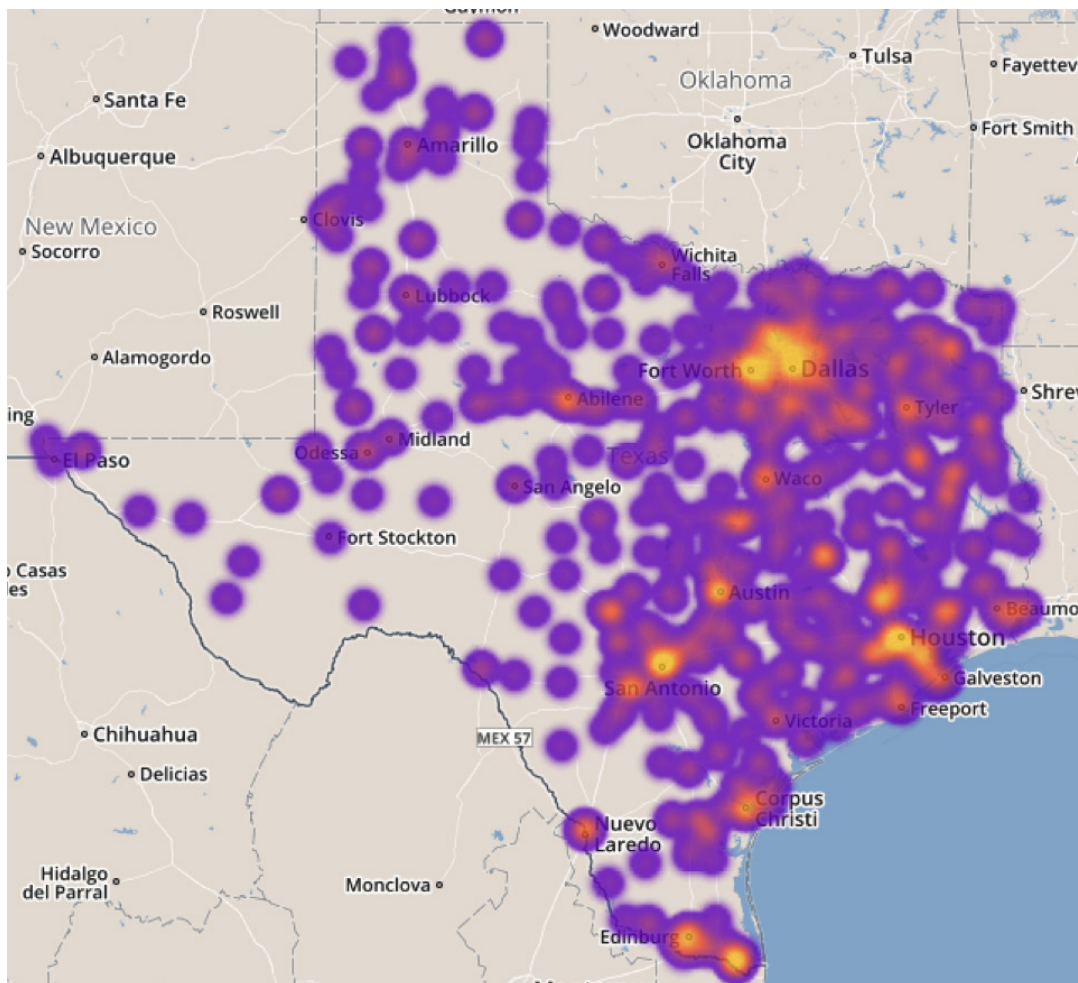 Woodward
Tulsa
Fayettev
Oklahoma
Santa Fe
Oklahoma
City
Fort Smith
Albuquerque
Amarillo
New Mexico
Clovis
Socorro
Wichita
Falls
Roswell
Lubbock
Alamogordo
Fort Worth
Dallas
Abilene
Tyler
Shrev
ing
Midland
El Paso
Odessa
Texas
San Angelo
Waco
Fort Stockton
o Casas
les
Austin
Beaumo
Houston
San Antonio
Galveston
Freeport
Victoria
Chihuahua
MEX 57
Delicias
Corpus
Christi
Nuevo
Laredo
Hidalgo
del Parral
Monclova
Edinburg